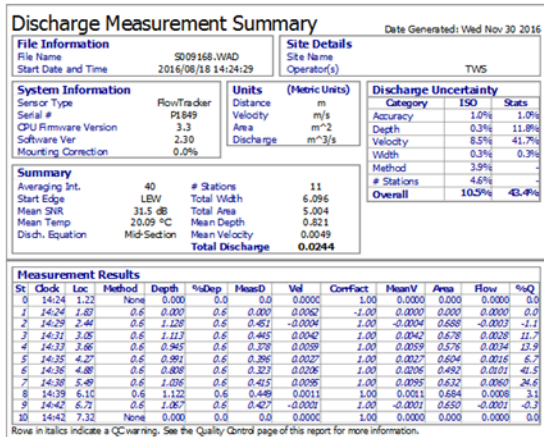 Discharge Measurement Summary Date Generated: Wed Nov 30 2016
File Information
File Name S009168.WAD
Start Date and Time 2016/08/18 14:24:29
Site Details
Site Name
Operator(s) TWS
System Information
Sensor Type FlowTracker
Serial # P1849
CPU Firmware Version 3.3
Software Ver 2.30
Mounting Correction 0.0%
Units (Metric Units)
Distance m
Velocity m/s
Area m^2
Discharge m^3/s
Discharge Uncertainty
Category ISO Stats
Accuracy 1.0% 1.0%
Depth 0.3% 11.8%
Velocity 8.5% 41.7%
Width 0.3% 0.3%
Method 3.9% -
# Stations 4.6% -
Overall 10.5% 43.4%
Summary
Averaging Int. 40 # Stations 11
Start Edge LEW Total Width 6.096
Mean SNR 31.5 dB Total Area 5.004
Mean Temp 20.09 °C Mean Depth 0.821
Disch. Equation Mid-Section Mean Velocity 0.0049
Total Discharge 0.0244
Measurement Results
St Clock Loc Method Depth %Dep MeasD Vel CorrFact MeanV Area Flow %Q
0 14:24 1.22 None 0.000 0.0 0.0 0.0000 1.00 0.0000 0.000 0.0000 0.0
1 14:24 1.83 0.6 0.000 0.6 0.000 0.0062 -1.00 0.0000 0.000 0.0000 0.0
2 14:29 2.44 0.6 1.128 0.6 0.451 -0.0004 1.00 -0.0004 0.688 -0.0003 -1.1
3 14:31 3.05 0.6 1.113 0.6 0.445 0.0042 1.00 0.0042 0.678 0.0028 11.7
4 14:33 3.66 0.6 0.945 0.6 0.378 0.0059 1.00 0.0059 0.576 0.0034 13.9
5 14:35 4.27 0.6 0.991 0.6 0.396 0.0027 1.00 0.0027 0.604 0.0016 6.7
6 14:36 4.88 0.6 0.808 0.6 0.323 0.0206 1.00 0.0206 0.492 0.0101 41.5
7 14:38 5.49 0.6 1.036 0.6 0.415 0.0095 1.00 0.0095 0.632 0.0060 24.6
8 14:39 6.10 0.6 1.122 0.6 0.449 0.0011 1.00 0.0011 0.684 0.0008 3.1
9 14:42 6.71 0.6 1.067 0.6 0.427 -0.0001 1.00 -0.0001 0.650 -0.0001 -0.3
10 14:42 7.32 None 0.000 0.0 0.0 0.0000 1.00 0.0000 0.000 0.0000 0.0
Rows in italics indicate a QC warning. See the Quality Control page of this report for more information.